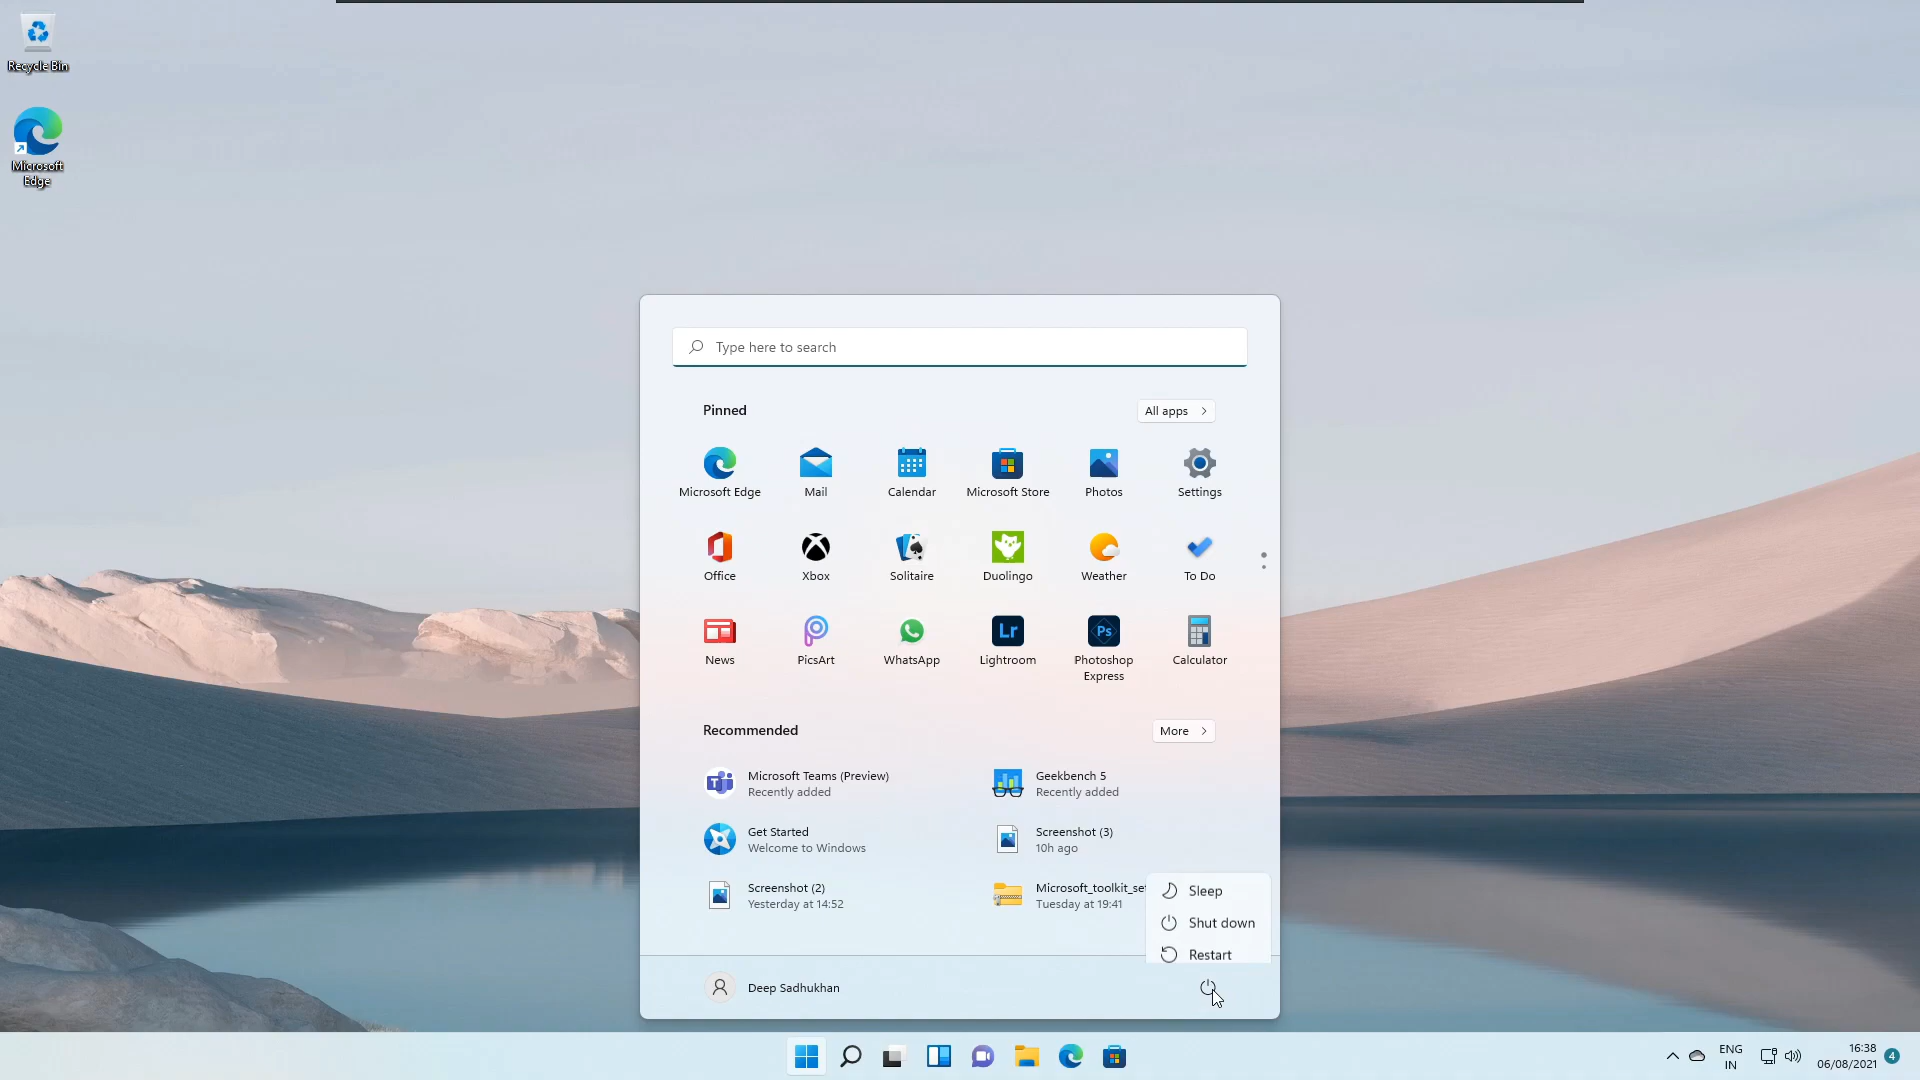 Recycle Bin
Microsoft
Edge
Type here to search
Pinned
All apps
Microsoft Edge
Mail
Calendar
Microsoft Store
Photos
Settings
Office
Xbox
Solitaire
Duolingo
Weather
To Do
News
PicsArt
WhatsApp
Lr
Lightroom
Ps
Photoshop
Express
Calculator
Recommended
More
Microsoft Teams (Preview)
Recently added
Geekbench 5
Recently added
Get Started
Welcome to Windows
Screenshot (3)
10h ago
Screenshot (2)
Yesterday at 14:52
Microsoft_toolkit_se
Tuesday at 19:41
Sleep
Shut down
Restart
Deep Sadhukhan
ENG
IN
16:38
06/08/2021
4